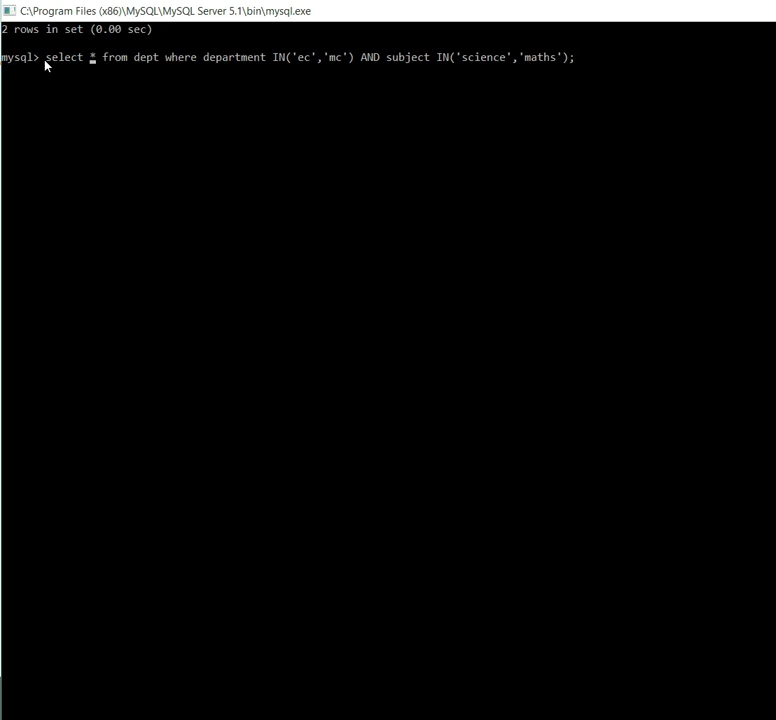 C:\Program Files (x86)\MySQL\MySQL Server 5.1\bin\mysql.exe
2 rows in set (0.00 sec)
mysql> select * from dept where department IN('ec','mc') AND subject IN('science','maths');